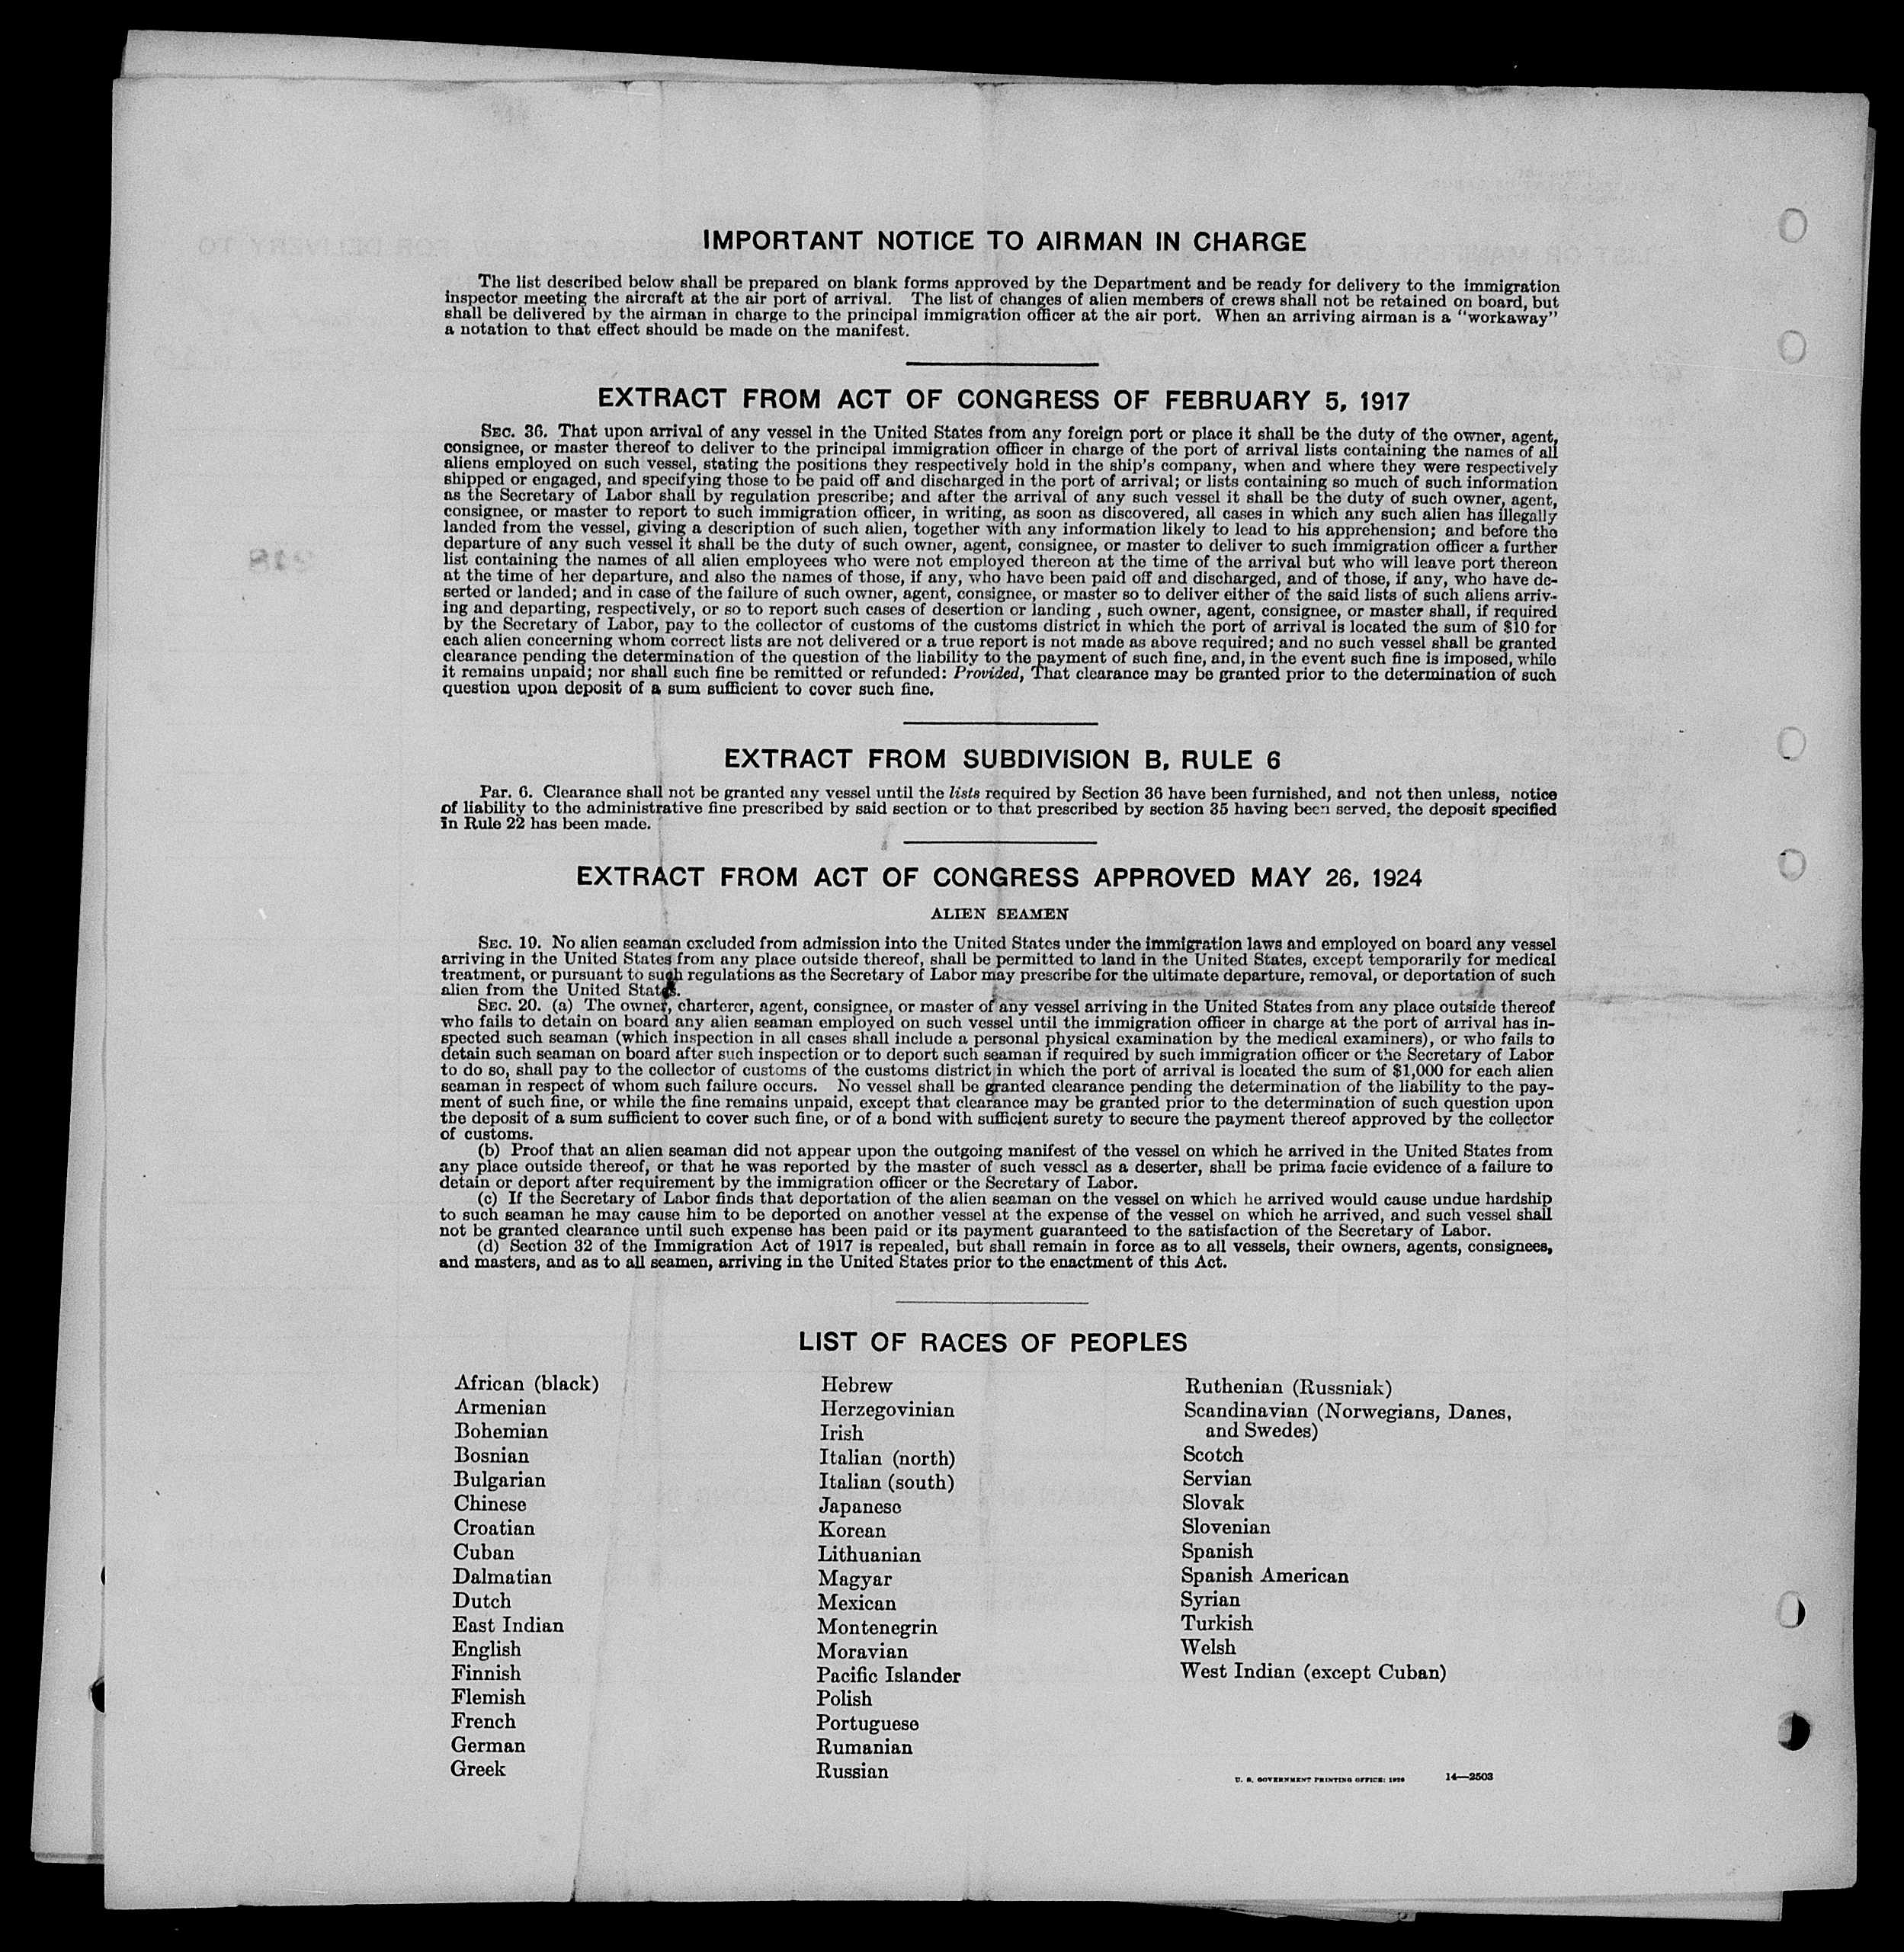 IMPORTANT NOTICE TO AIRMAN IN CHARGE
The list described below shall be prepared on blank forms approved by the Department and be ready for delivery to the immigration
inspector meeting the aircraft at the air port of arrival. The list of changes of alien members of crews shall not be retained on board, but
shall be delivered by the airman in charge to the principal immigration officer at the air port. When an arriving airman is a "workaway"
a notation to that effect should be made on the manifest.
EXTRACT FROM ACT OF CONGRESS OF FEBRUARY 5, 1917
SEC. 36. That upon arrival of any vessel in the United States from any foreign port or place it shall be the duty of the owner, agent,
consignee, or master thereof to deliver to the principal immigration officer in charge of the port of arrival lists containing the names of all
aliens employed on such vessel, stating the positions they respectively hold in the ship's company, when and where they were respectively
shipped or engaged, and specifying those to be paid off and discharged in the port of arrival; or lists containing so much of such information
as the Secretary of Labor shall by regulation prescribe; and after the arrival of any such vessel it shall be the duty of such owner, agent,
consignee, or master to report to such immigration officer, in writing, as soon as discovered, all cases in which any such alien has illegally
landed from the vessel, giving a description of such alien, together with any information likely to lead to his apprehension; and before the
departure of any such vessel it shall be the duty of such owner, agent, consignee, or master to deliver to such immigration officer a further
list containing the names of all alien employees who were not employed thereon at the time of the arrival but who will leave port thereon
at the time of her departure, and also the names of those, if any, who have been paid off and discharged, and of those, if any, who have de-
serted or landed; and in case of the failure of such owner, agent, consignee, or master so to deliver either of the said lists of such aliens arriv-
ing and departing, respectively, or so to report such cases of desertion or landing , such owner, agent, consignee, or master shall, if required
by the Secretary of Labor, pay to the collector of customs of the customs district in which the port of arrival is located the sum of $10 for
each alien concerning whom correct lists are not delivered or a true report is not made as above required; and no such vessel shall be granted
clearance pending the determination of the question of the liability to the payment of such fine, and, in the event such fine is imposed, while
it remains unpaid; nor shall such fine be remitted or refunded: Provided, That clearance may be granted prior to the determination of such
question upon deposit of a sum sufficient to cover such fine.
EXTRACT FROM SUBDIVISION B, RULE 6
Par. 6. Clearance shall not be granted any vessel until the lists required by Section 36 have been furnished, and not then unless, notice
of liability to the administrative fine prescribed by said section or to that prescribed by section 35 having been served, the deposit specified
in Rule 22 has been made.
EXTRACT FROM ACT OF CONGRESS APPROVED MAY 26, 1924
ALIEN SEAMEN
SEC. 19. No alien seaman excluded from admission into the United States under the immigration laws and employed on board any vessel
arriving in the United States from any place outside thereof, shall be permitted to land in the United States, except temporarily for medical
treatment, or pursuant to such regulations as the Secretary of Labor may prescribe for the ultimate departure, removal, or deportation of such
alien from the United States.
SEC. 20. (a) The owner, charterer, agent, consignee, or master of any vessel arriving in the United States from any place outside thereof
who fails to detain on board any alien seaman employed on such vessel until the immigration officer in charge at the port of arrival has in-
spected such seaman (which inspection in all cases shall include a personal physical examination by the medical examiners), or who fails to
detain such seaman on board after such inspection or to deport such seaman if required by such immigration officer or the Secretary of Labor
to do so, shall pay to the collector of customs of the customs district in which the port of arrival is located the sum of $1,000 for each alien
seaman in respect of whom such failure occurs. No vessel shall be granted clearance pending the determination of the liability to the pay-
ment of such fine, or while the fine remains unpaid, except that clearance may be granted prior to the determination of such question upon
the deposit of a sum sufficient to cover such fine, or of a bond with sufficient surety to secure the payment thereof approved by the collector
of customs.
(b) Proof that an alien seaman did not appear upon the outgoing manifest of the vessel on which he arrived in the United States from
any place outside thereof, or that he was reported by the master of such vessel as a deserter, shall be prima facie evidence of a failure to
detain or deport after requirement by the immigration officer or the Secretary of Labor.
(c) If the Secretary of Labor finds that deportation of the alien seaman on the vessel on which he arrived would cause undue hardship
to such seaman he may cause him to be deported on another vessel at the expense of the vessel on which he arrived, and such vessel shall
not be granted clearance until such expense has been paid or its payment guaranteed to the satisfaction of the Secretary of Labor.
(d) Section 32 of the Immigration Act of 1917 is repealed, but shall remain in force as to all vessels, their owners, agents, consignees,
and masters, and as to all seamen, arriving in the United States prior to the enactment of this Act.
LIST OF RACES OF PEOPLES
African (black)
Armenian
Bohemian
Bosnian
Bulgarian
Chinese
Croatian
Cuban
Dalmatian
Dutch
East Indian
English
Finnish
Flemish
French
German
Greek
Hebrew
Herzegovinian
Irish
Italian (north)
Italian (south)
Japanese
Korean
Lithuanian
Magyar
Mexican
Montenegrin
Moravian
Pacific Islander
Polish
Portuguese
Rumanian
Russian
Ruthenian (Russniak)
Scandinavian (Norwegians, Danes,
and Swedes)
Scotch
Servian
Slovak
Slovenian
Spanish
Spanish American
Syrian
Turkish
Welsh
West Indian (except Cuban)
U. S. GOVERNMENT PRINTING OFFICE: 14—2503